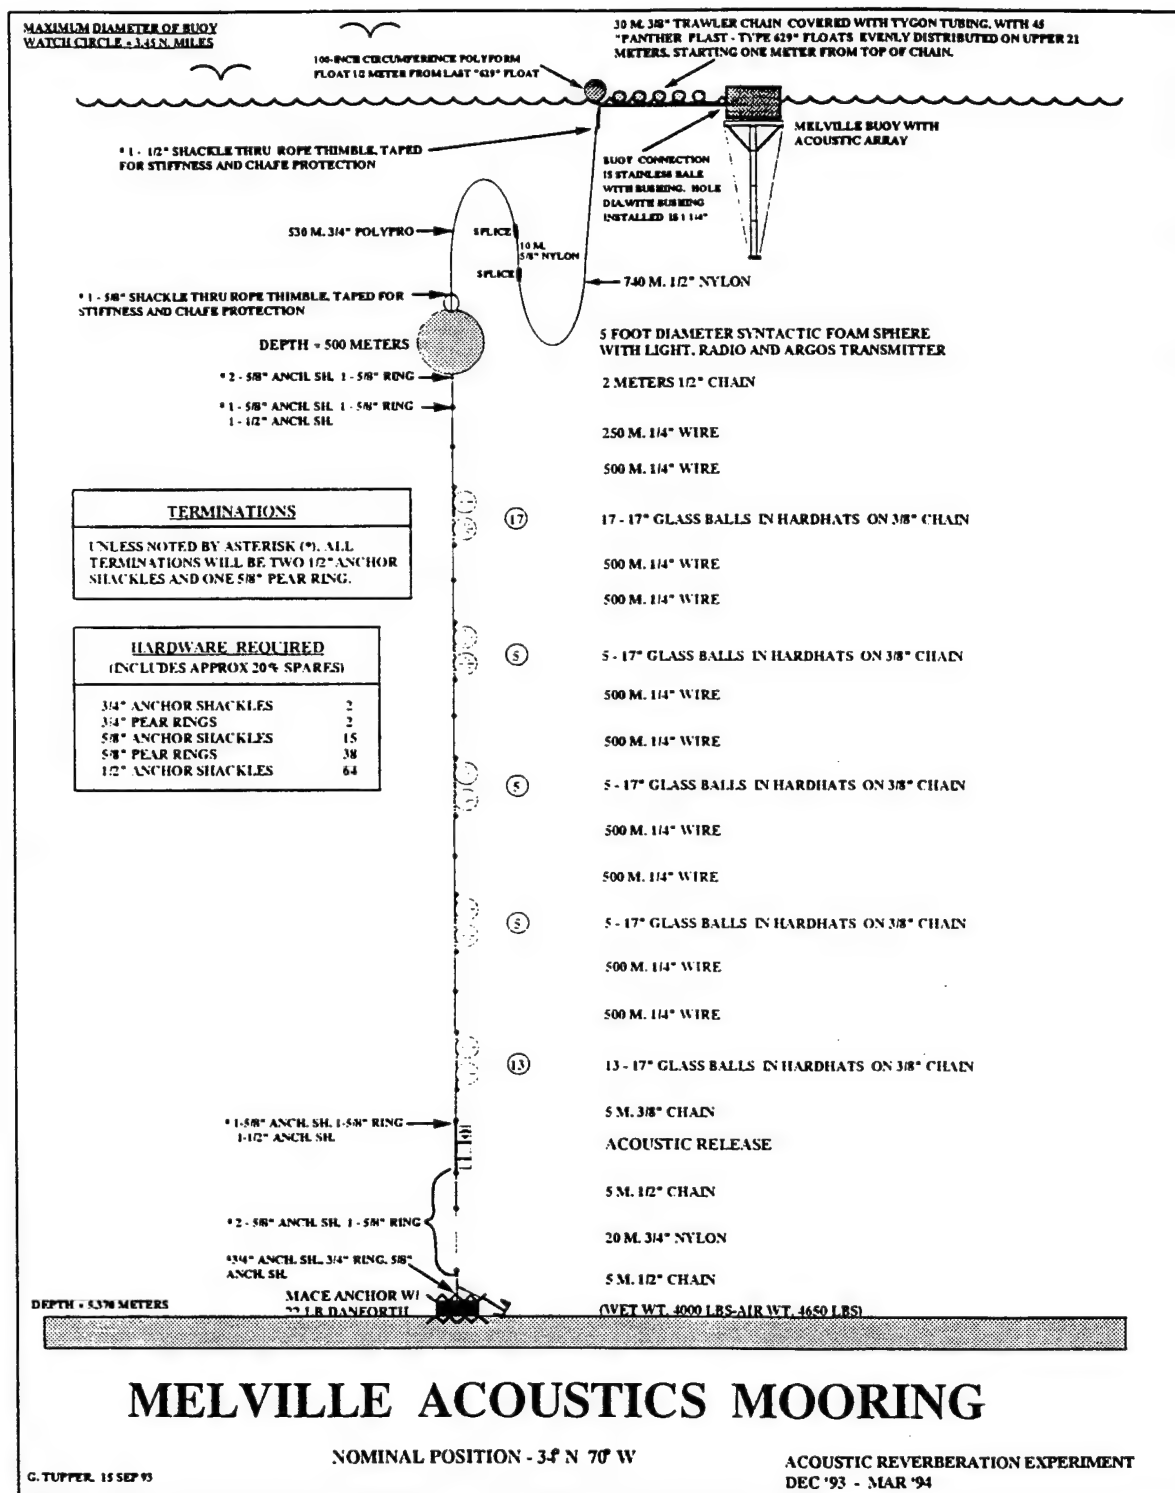 MAXIMUM DIAMETER OF BUOY
WATCH CIRCLE = 3.45 N. MILES
100-INCH CIRCUMFERENCE POLYFORM
FLOAT 1/2 METER FROM LAST "629" FLOAT
30 M. 3/8" TRAWLER CHAIN COVERED WITH TYGON TUBING, WITH 45
"PANTHER PLAST - TYPE 629" FLOATS EVENLY DISTRIBUTED ON UPPER 21
METERS, STARTING ONE METER FROM TOP OF CHAIN.
MELVILLE BUOY WITH
ACOUSTIC ARRAY
* 1 - 1/2" SHACKLE THRU ROPE THIMBLE, TAPED
FOR STIFFNESS AND CHAFE PROTECTION
BUOY CONNECTION
IS STAINLESS BALE
WITH BUSHING. HOLE
DIA. WITH BUSHING
INSTALLED IS 1 1/4"
530 M. 3/4" POLYPRO
SPLICE
10 M.
5/8" NYLON
SPLICE
740 M. 1/2" NYLON
* 1 - 5/8" SHACKLE THRU ROPE THIMBLE, TAPED FOR
STIFFNESS AND CHAFE PROTECTION
DEPTH = 500 METERS
5 FOOT DIAMETER SYNTACTIC FOAM SPHERE
WITH LIGHT, RADIO AND ARGOS TRANSMITTER
* 2 - 5/8" ANCH. SH. 1 - 5/8" RING
2 METERS 1/2" CHAIN
* 1 - 5/8" ANCH. SH. 1 - 5/8" RING
1 - 1/2" ANCH. SH.
250 M. 1/4" WIRE
500 M. 1/4" WIRE
TERMINATIONS
UNLESS NOTED BY ASTERISK (*), ALL
TERMINATIONS WILL BE TWO 1/2" ANCHOR
SHACKLES AND ONE 5/8" PEAR RING.
17
17 - 17" GLASS BALLS IN HARDHATS ON 3/8" CHAIN
500 M. 1/4" WIRE
500 M. 1/4" WIRE
HARDWARE REQUIRED
(INCLUDES APPROX 20% SPARES)
3/4" ANCHOR SHACKLES 2
3/4" PEAR RINGS 2
5/8" ANCHOR SHACKLES 15
5/8" PEAR RINGS 38
1/2" ANCHOR SHACKLES 64
5
5 - 17" GLASS BALLS IN HARDHATS ON 3/8" CHAIN
500 M. 1/4" WIRE
500 M. 1/4" WIRE
5
5 - 17" GLASS BALLS IN HARDHATS ON 3/8" CHAIN
500 M. 1/4" WIRE
500 M. 1/4" WIRE
5
5 - 17" GLASS BALLS IN HARDHATS ON 3/8" CHAIN
500 M. 1/4" WIRE
500 M. 1/4" WIRE
13
13 - 17" GLASS BALLS IN HARDHATS ON 3/8" CHAIN
5 M. 3/8" CHAIN
* 1-5/8" ANCH. SH. 1-5/8" RING
1-1/2" ANCH. SH.
ACOUSTIC RELEASE
5 M. 1/2" CHAIN
* 2 - 5/8" ANCH. SH. 1 - 5/8" RING
20 M. 3/4" NYLON
*3/4" ANCH. SH., 3/4" RING, 5/8"
ANCH. SH.
5 M. 1/2" CHAIN
MACE ANCHOR W/
22 LB DANFORTH
(WET WT. 4000 LBS-AIR WT. 4650 LBS)
DEPTH = 5,370 METERS
MELVILLE ACOUSTICS MOORING
NOMINAL POSITION - 34° N 70° W
G. TUPPER, 15 SEP 93
ACOUSTIC REVERBERATION EXPERIMENT
DEC '93 - MAR '94